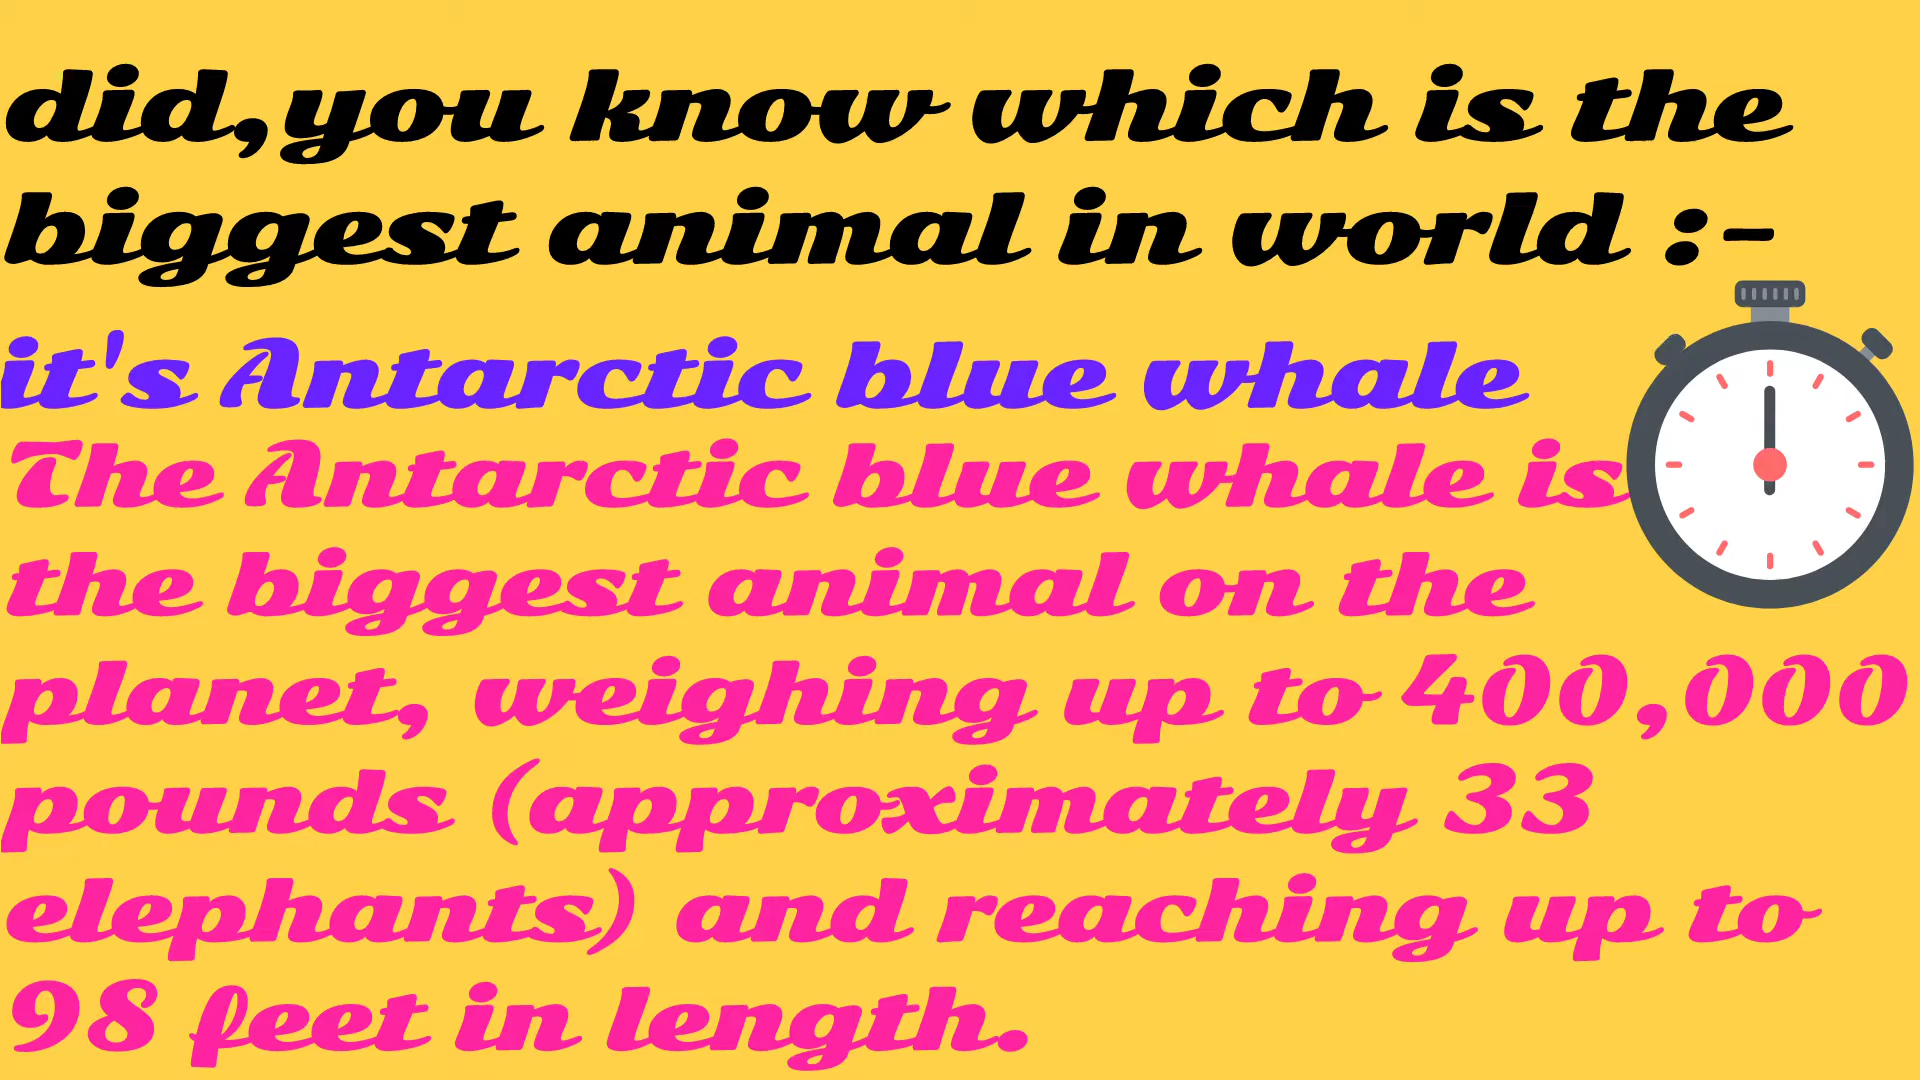 did,you know which is the
biggest animal in world :-
it's Antarctic blue whale
The Antarctic blue whale is
the biggest animal on the
planet, weighing up to 400,000
pounds (approximately 33
elephants) and reaching up to
98 feet in length.